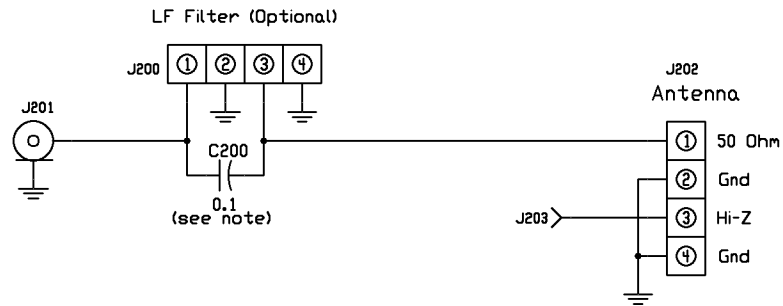 LF Filter (Optional)
J200
1 2 3 4
J201
C200
0.1
(see note)
J202
Antenna
1 50 Ohm
2 Gnd
J203
3 Hi-Z
4 Gnd